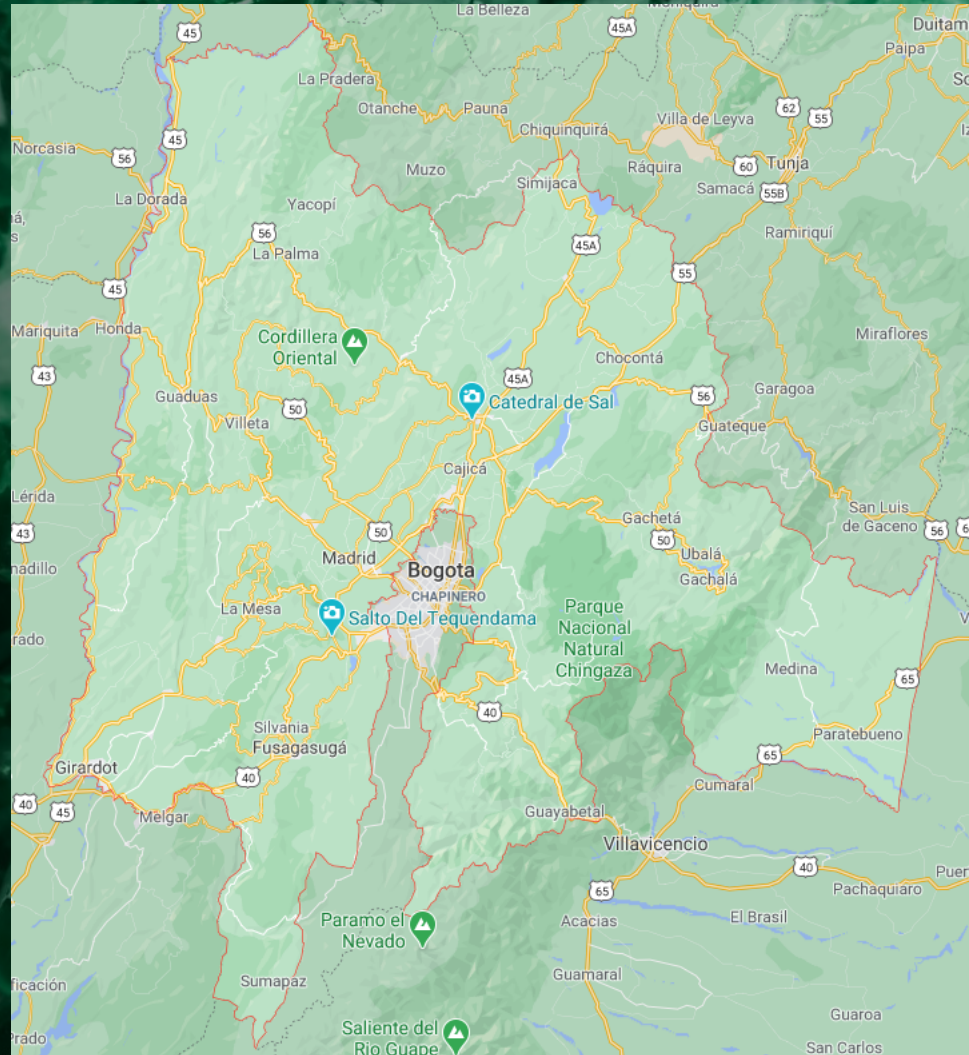 La Belleza
45
45A
Duitam
Paipa
La Pradera
Otanche
Pauna
62
55
Villa de Leyva
Chiquinquirá
45
Norcasia
56
Muzo
Ráquira
60
Tunja
Simijaca
Samacá
55B
La Dorada
Yacopí
56
La Palma
45A
Ramiriquí
55
45
Mariquita
Honda
Cordillera
Oriental
Miraflores
43
Chocontá
45A
Garagoa
Guaduas
50
Catedral de Sal
56
Villeta
Guateque
Cajicá
Lérida
San Luis
de Gaceno
43
50
Gachetá
50
56
Madrid
Ubalá
Bogota
Gachalá
CHAPINERO
La Mesa
Salto Del Tequendama
Parque
Nacional
Natural
Chingaza
Medina
65
40
Silvania
Fusagasugá
Paratebueno
65
Girardot
40
Cumaral
40
45
Melgar
Guayabetal
Villavicencio
40
65
Pachaquiaro
Paramo el
Nevado
Acacias
El Brasil
Sumapaz
Guamaral
Guaroa
Saliente del
Rio Guape
San Carlos